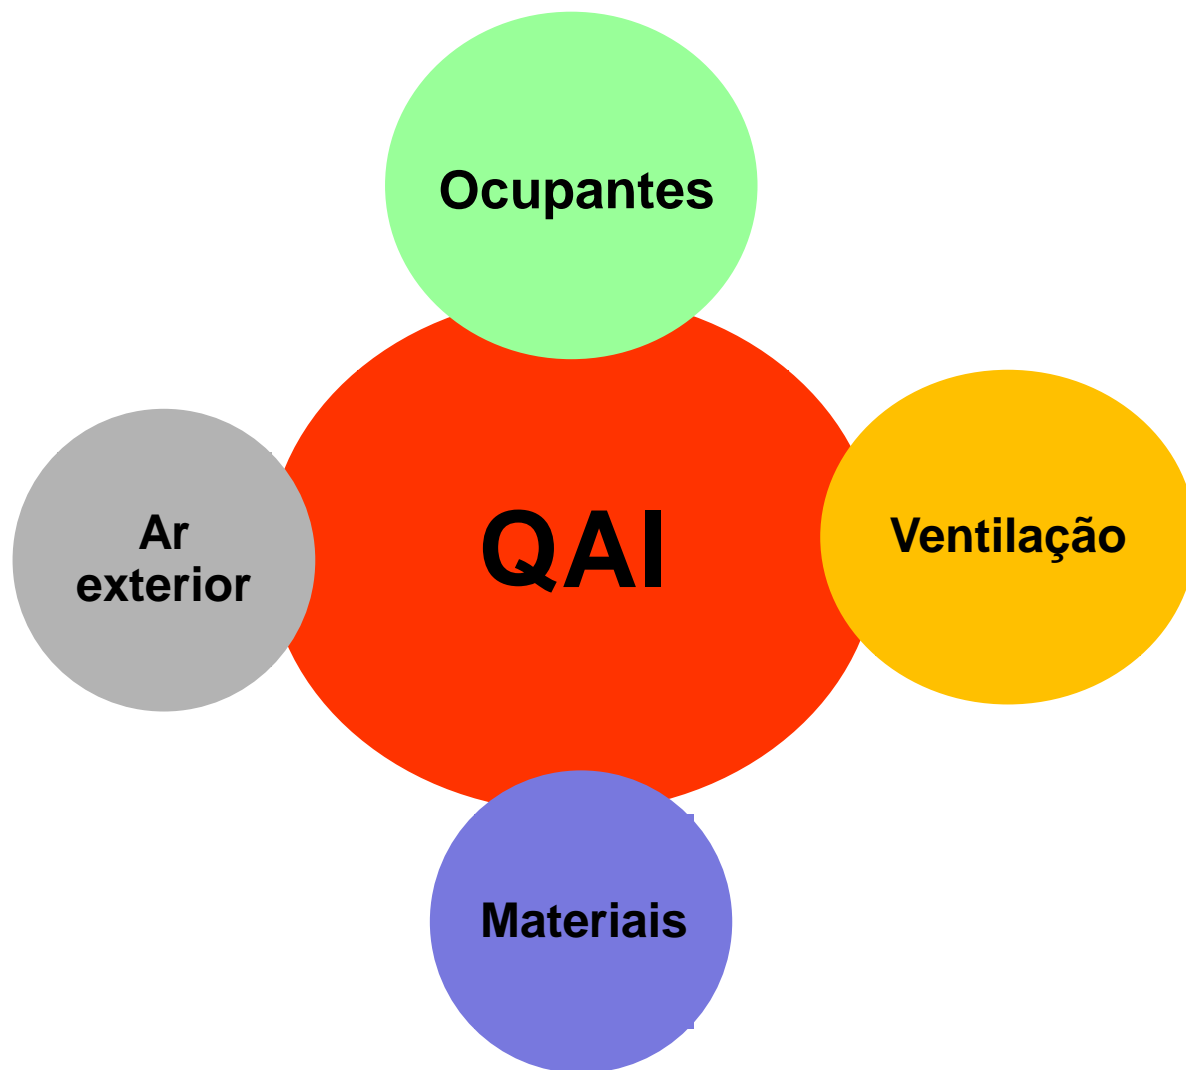 Ocupantes
Ar
exterior
QAI
Ventilação
Materiais